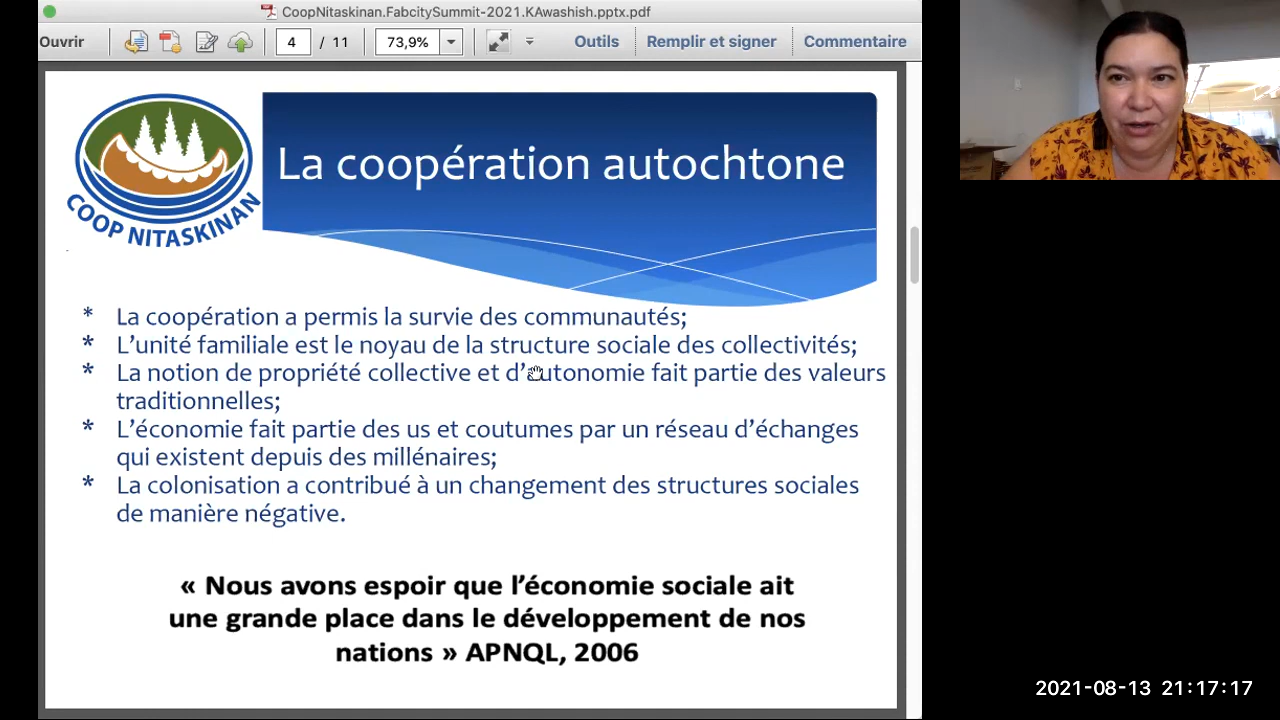 CoopNitaskinan.FabcitySummit-2021.KAwashish.pptx.pdf
Ouvrir
4 / 11
73,9%
Outils
Remplir et signer
Commentaire
COOP NITASKINAN
La coopération autochtone
* La coopération a permis la survie des communautés;
* L’unité familiale est le noyau de la structure sociale des collectivités;
* La notion de propriété collective et d’autonomie fait partie des valeurs
traditionnelles;
* L’économie fait partie des us et coutumes par un réseau d’échanges
qui existent depuis des millénaires;
* La colonisation a contribué à un changement des structures sociales
de manière négative.
« Nous avons espoir que l’économie sociale ait
une grande place dans le développement de nos
nations » APNQL, 2006
2021-08-13 21:17:17